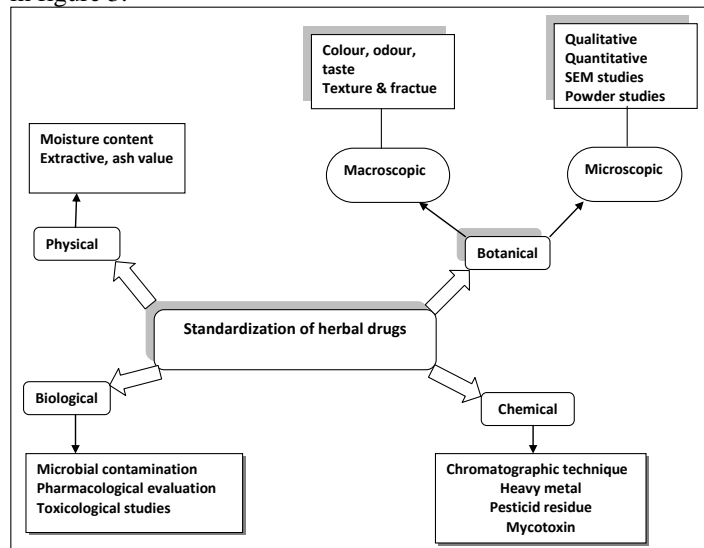 in figure 3.
Colour, odour,
taste
Texture & fractue
Qualitative
Quantitative
SEM studies
Powder studies
Moisture content
Extractive, ash value
Macroscopic
Microscopic
Physical
Botanical
Standardization of herbal drugs
Biological
Chemical
Microbial contamination
Pharmacological evaluation
Toxicological studies
Chromatographic technique
Heavy metal
Pesticid residue
Mycotoxin